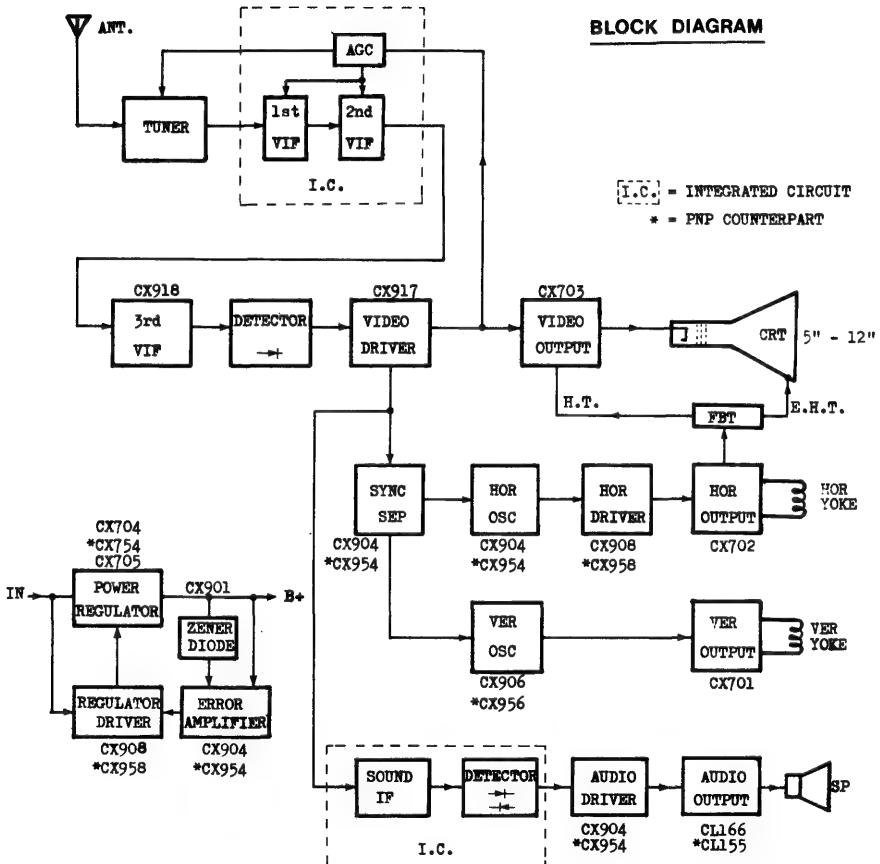 BLOCK DIAGRAM
ANT.
AGC
TUNER
1st
VIF
2nd
VIF
I.C.
I.C. = INTEGRATED CIRCUIT
* = PNP COUNTERPART
CX918
3rd
VIF
DETECTOR
CX917
VIDEO
DRIVER
CX703
VIDEO
OUTPUT
CRT
5" - 12"
H.T.
FBT
E.H.T.
SYNC
SEP
CX904
*CX954
HOR
OSC
CX904
*CX954
HOR
DRIVER
CX908
*CX958
HOR
OUTPUT
CX702
HOR
YOKE
CX704
*CX754
CX705
IN
POWER
REGULATOR
CX901
B+
ZENER
DIODE
REGULATOR
DRIVER
CX908
*CX958
ERROR
AMPLIFIER
CX904
*CX954
VER
OSC
CX906
*CX956
VER
OUTPUT
CX701
VER
YOKE
SOUND
IF
DETECTOR
I.C.
AUDIO
DRIVER
CX904
*CX954
AUDIO
OUTPUT
CL166
*CL155
SP